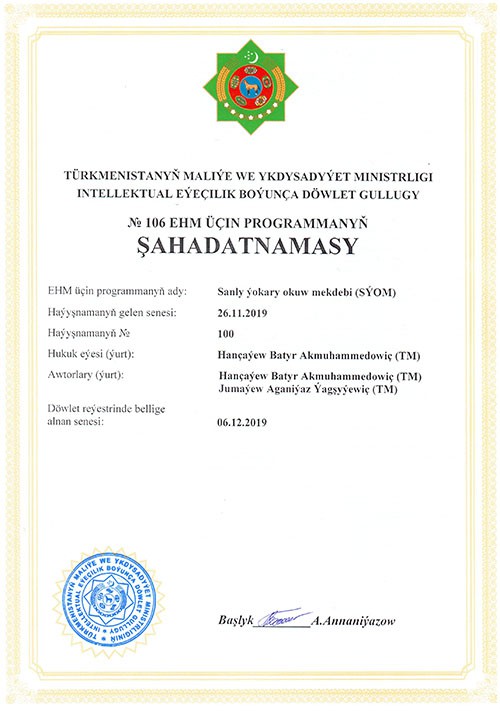 TÜRKMENISTANYŇ MALIÝE WE YKDYSADYÝET MINISTRLIGI
INTELLEKTUAL EÝEÇILIK BOÝUNÇA DÖWLET GULLUGY
№ 106 EHM ÜÇIN PROGRAMMANYŇ
ŞAHADATNAMASY
EHM üçin programmanyň ady: Sanly ýokary okuw mekdebi (SÝOM)
Haýyşnamanyň gelen senesi: 26.11.2019
Haýyşnamanyň № 100
Hukuk eýesi (ýurt): Hançaýew Batyr Akmuhammedowiç (TM)
Awtorlary (ýurt): Hançaýew Batyr Akmuhammedowiç (TM)
Jumaýew Aganiýaz Ýagşyýewiç (TM)
Döwlet reýestrinde bellige
alnan senesi: 06.12.2019
TÜRKMENISTANYŇ MALIÝE WE YKDYSADYÝET MINISTRLIGINIŇ
INTELLEKTUAL EÝEÇILIK BOÝUNÇA DÖWLET GULLUGY
Başlyk A.Annaniýazow